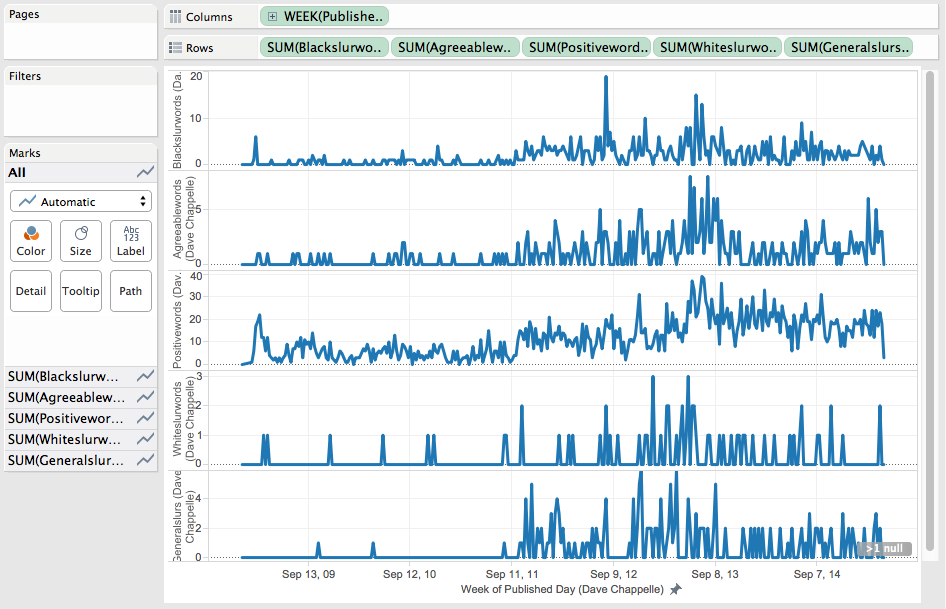 Pages
Columns
WEEK(Publishe..
Rows
SUM(Blackslurwo..
SUM(Agreeablew..
SUM(Positiveword..
SUM(Whiteslurwo..
SUM(Generalslurs..
Filters
Marks
All
Automatic
Color
Size
Abc
123
Label
Detail
Tooltip
Path
SUM(Blackslurw...
SUM(Agreeablew...
SUM(Positivewor...
SUM(Whiteslurw...
SUM(Generalslur...
Blackslurwords (Da.
20
10
0
Agreeablewords
(Dave Chappelle)
5
0
Positivewords (Dav.
40
30
20
10
0
Whiteslurwords
(Dave Chappelle)
3
2
1
0
Generalslurs (Dave
Chappelle)
4
2
0
>1 null
Sep 13, 09
Sep 12, 10
Sep 11, 11
Sep 9, 12
Sep 8, 13
Sep 7, 14
Week of Published Day (Dave Chappelle)